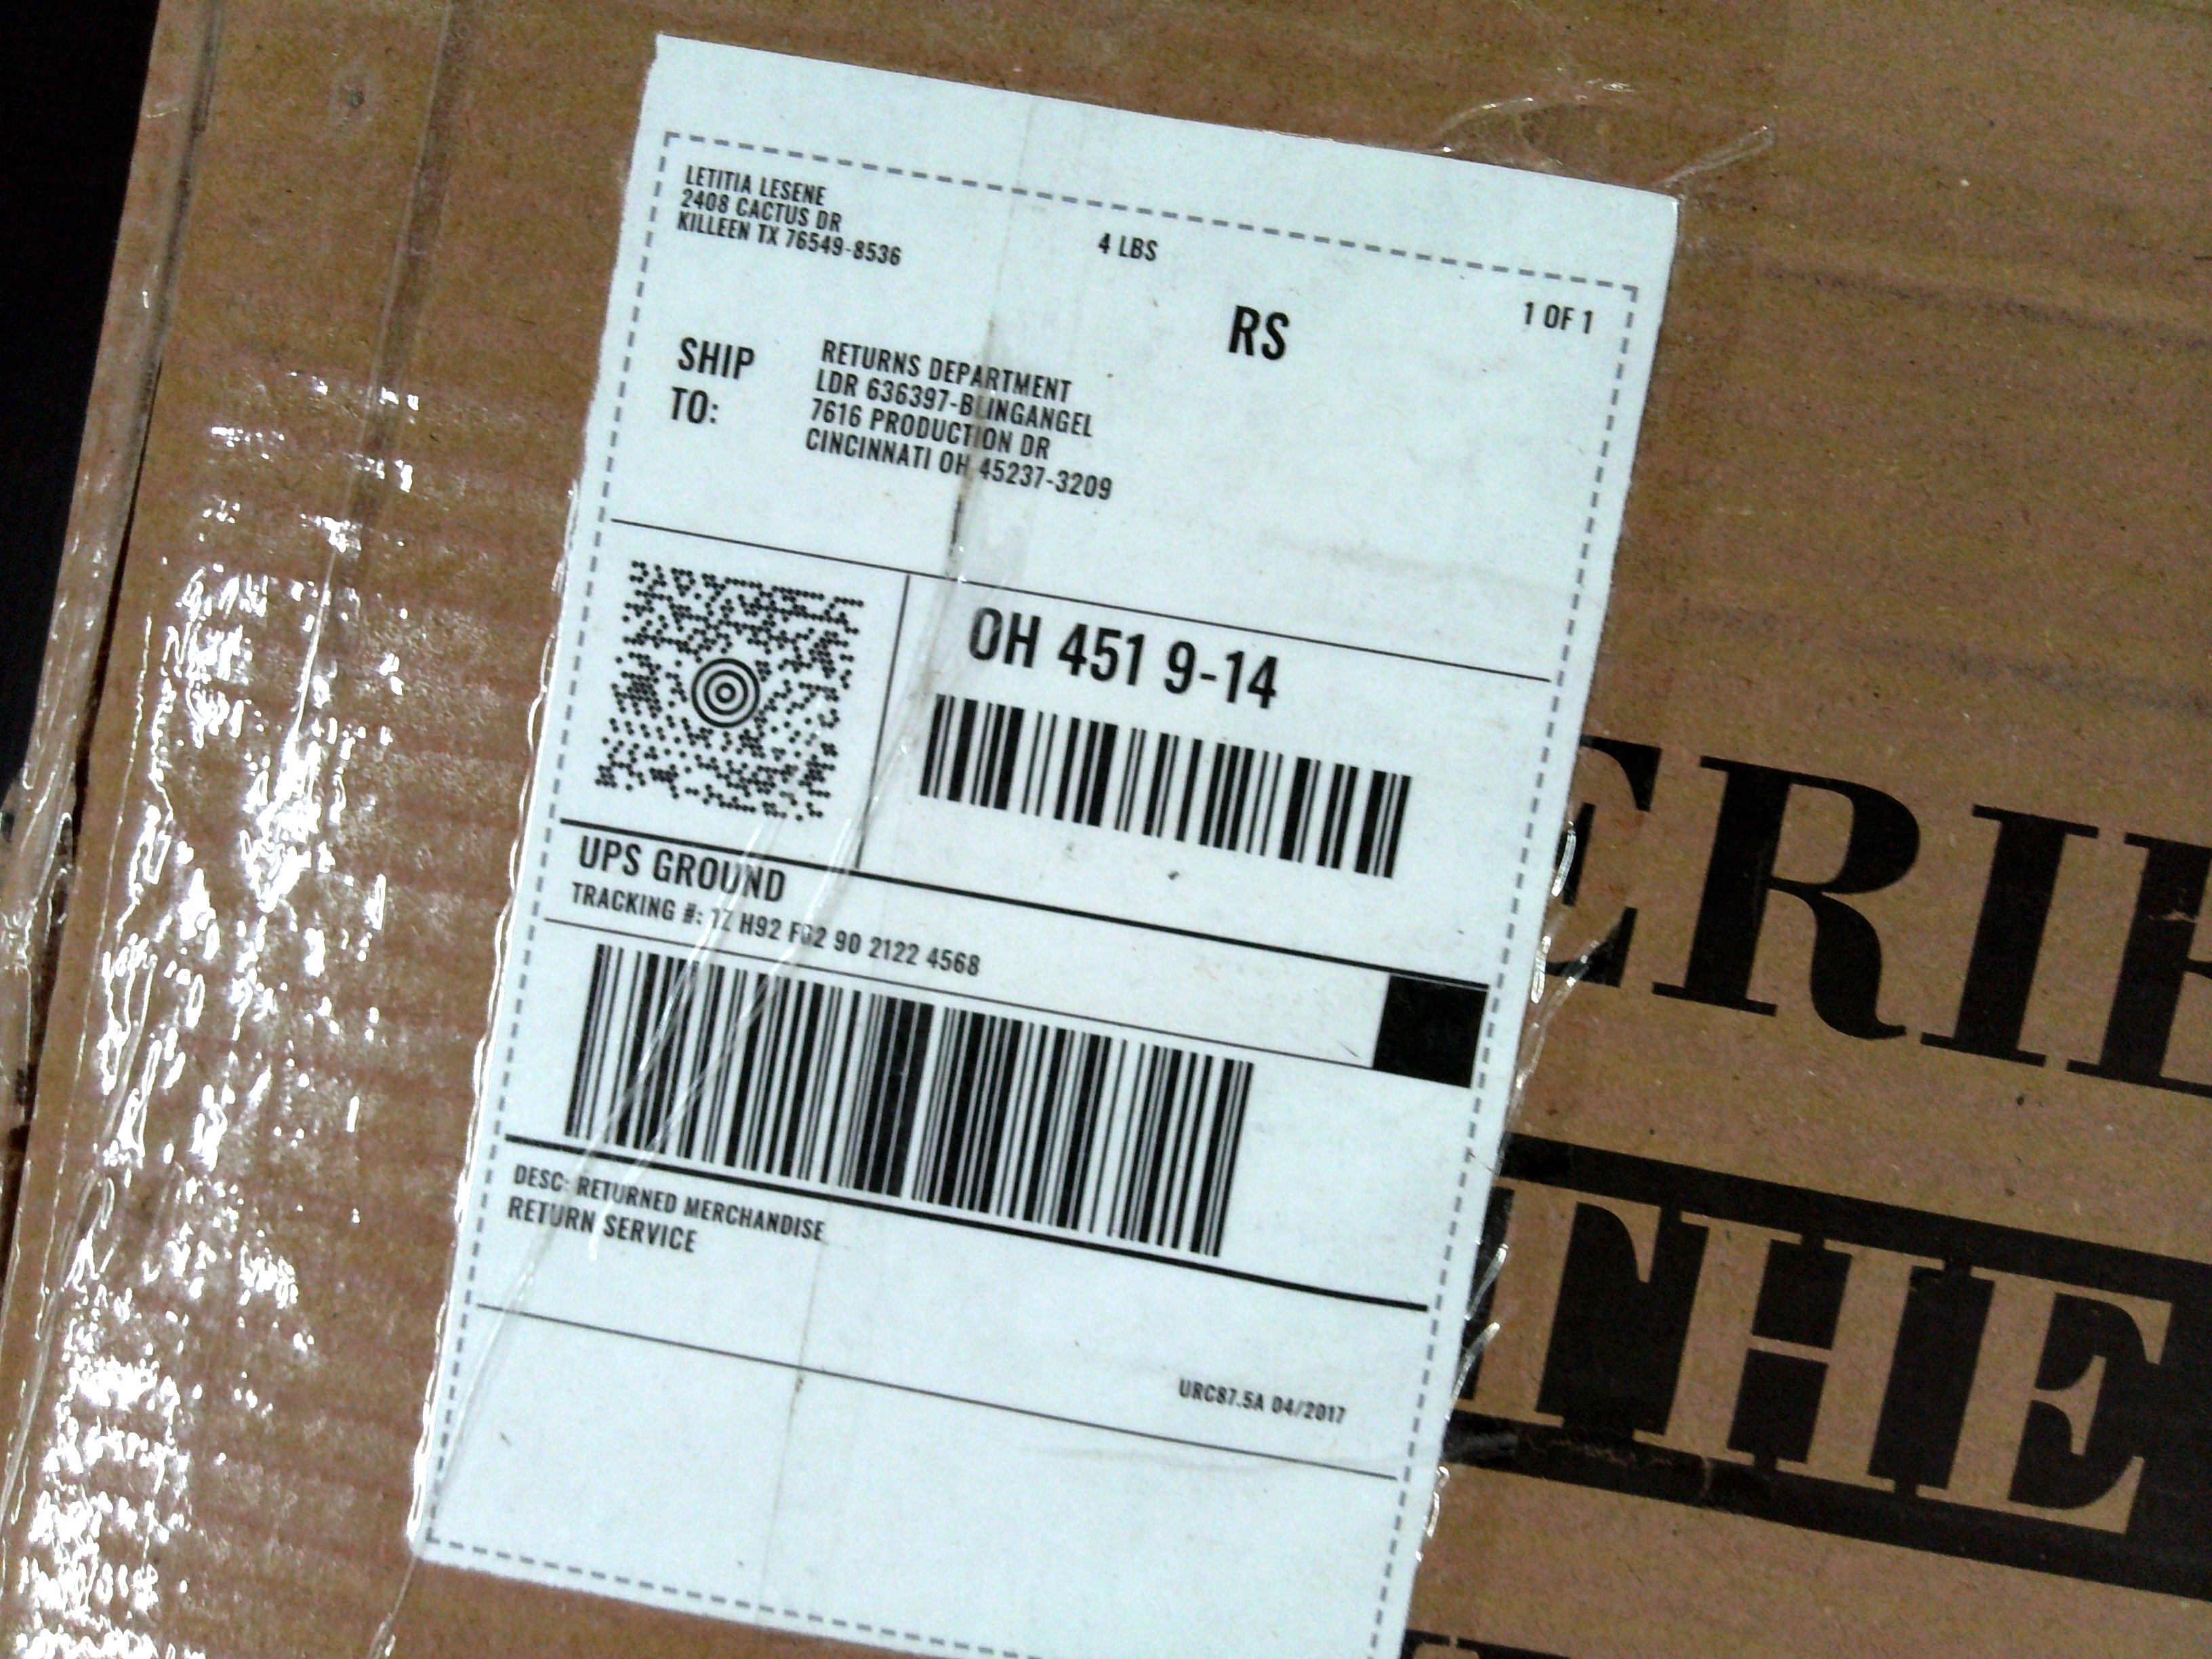 LETITIA LESENE
2408 CACTUS DR
KILLEEN TX 76549-8536
4 LBS
1 OF 1
RS
SHIP TO:
RETURNS DEPARTMENT
LDR 636397-BLINGANGEL
7616 PRODUCTION DR
CINCINNATI OH 45237-3209
OH 451 9-14
UPS GROUND
TRACKING #: 1Z H92 90 2122 4568
DESC: RETURNED MERCHANDISE
RETURN SERVICE
URC87.5A 04/2017
THE